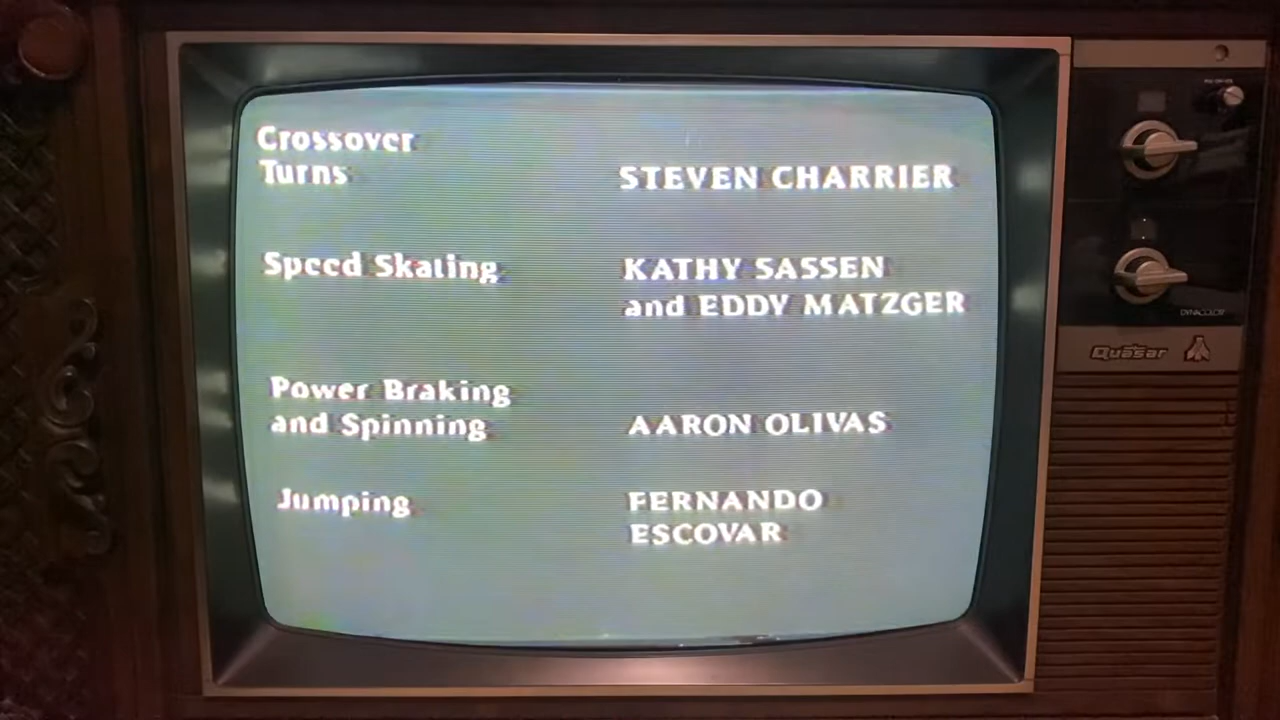 Crossover
Turns
STEVEN CHARRIER
Speed Skating
KATHY SASSEN
and EDDY MATZGER
Power Braking
and Spinning
AARON OLIVAS
Jumping
FERNANDO
ESCOVAR
DYNACOLOR
Quasar